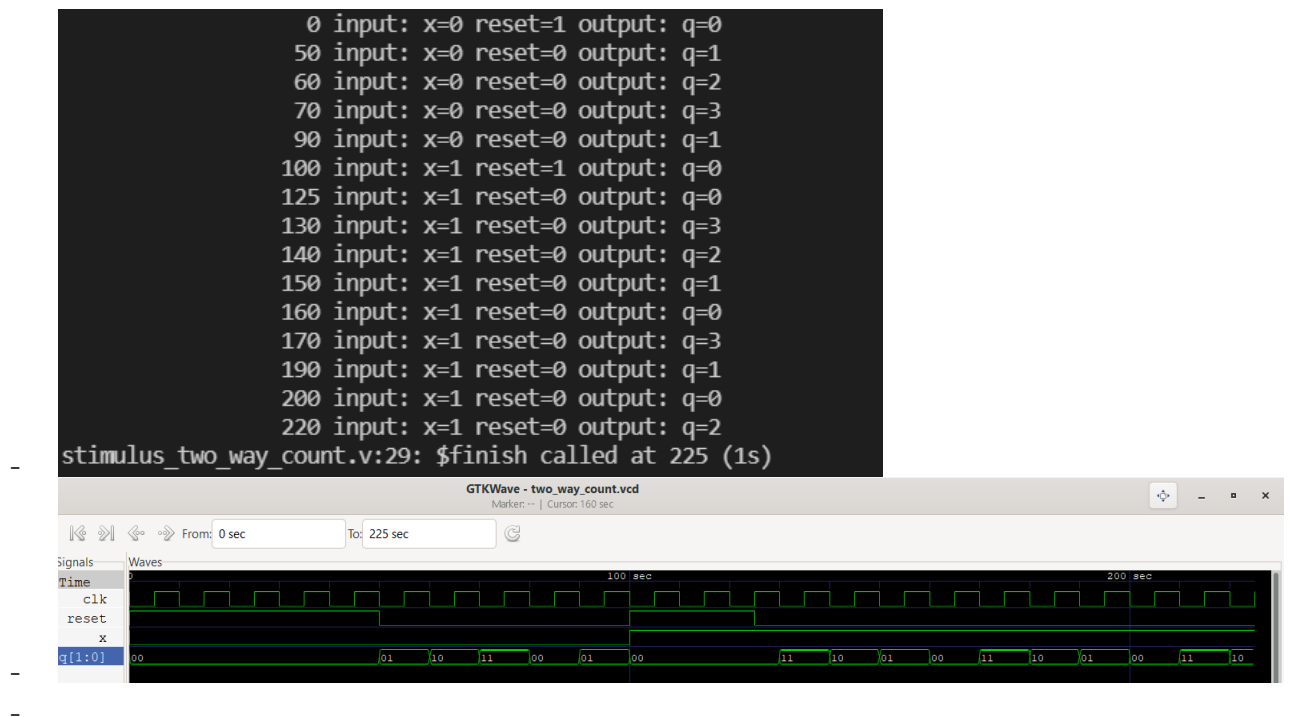 0 input: x=0 reset=1 output: q=0
50 input: x=0 reset=0 output: q=1
60 input: x=0 reset=0 output: q=2
70 input: x=0 reset=0 output: q=3
90 input: x=0 reset=0 output: q=1
100 input: x=1 reset=1 output: q=0
125 input: x=1 reset=0 output: q=0
130 input: x=1 reset=0 output: q=3
140 input: x=1 reset=0 output: q=2
150 input: x=1 reset=0 output: q=1
160 input: x=1 reset=0 output: q=0
170 input: x=1 reset=0 output: q=3
190 input: x=1 reset=0 output: q=1
200 input: x=1 reset=0 output: q=0
220 input: x=1 reset=0 output: q=2
stimulus_two_way_count.v:29: $finish called at 225 (1s)
GTKWave - two_way_count.vcd
Marker: -- | Cursor: 160 sec
From: 0 sec To: 225 sec
Signals Waves
Time 0 100 sec 200 sec
clk
reset
x
q[1:0] 00 01 10 11 00 01 00 11 10 01 00 11 10 01 00 11 10